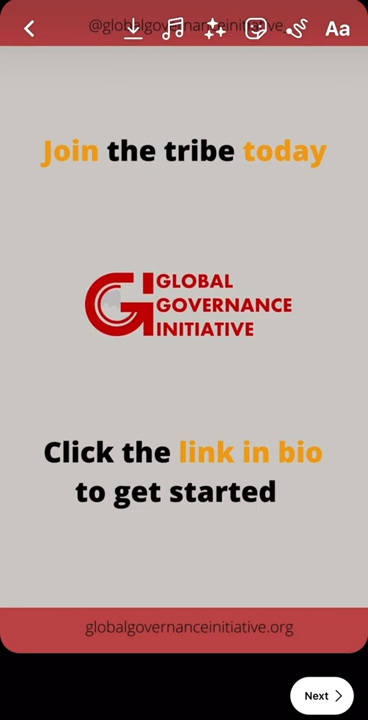 @globalgovernanceinitiative_
Aa
Join the tribe today
GLOBAL
GOVERNANCE
INITIATIVE
Click the link in bio
to get started
globalgovernanceinitiative.org
Next